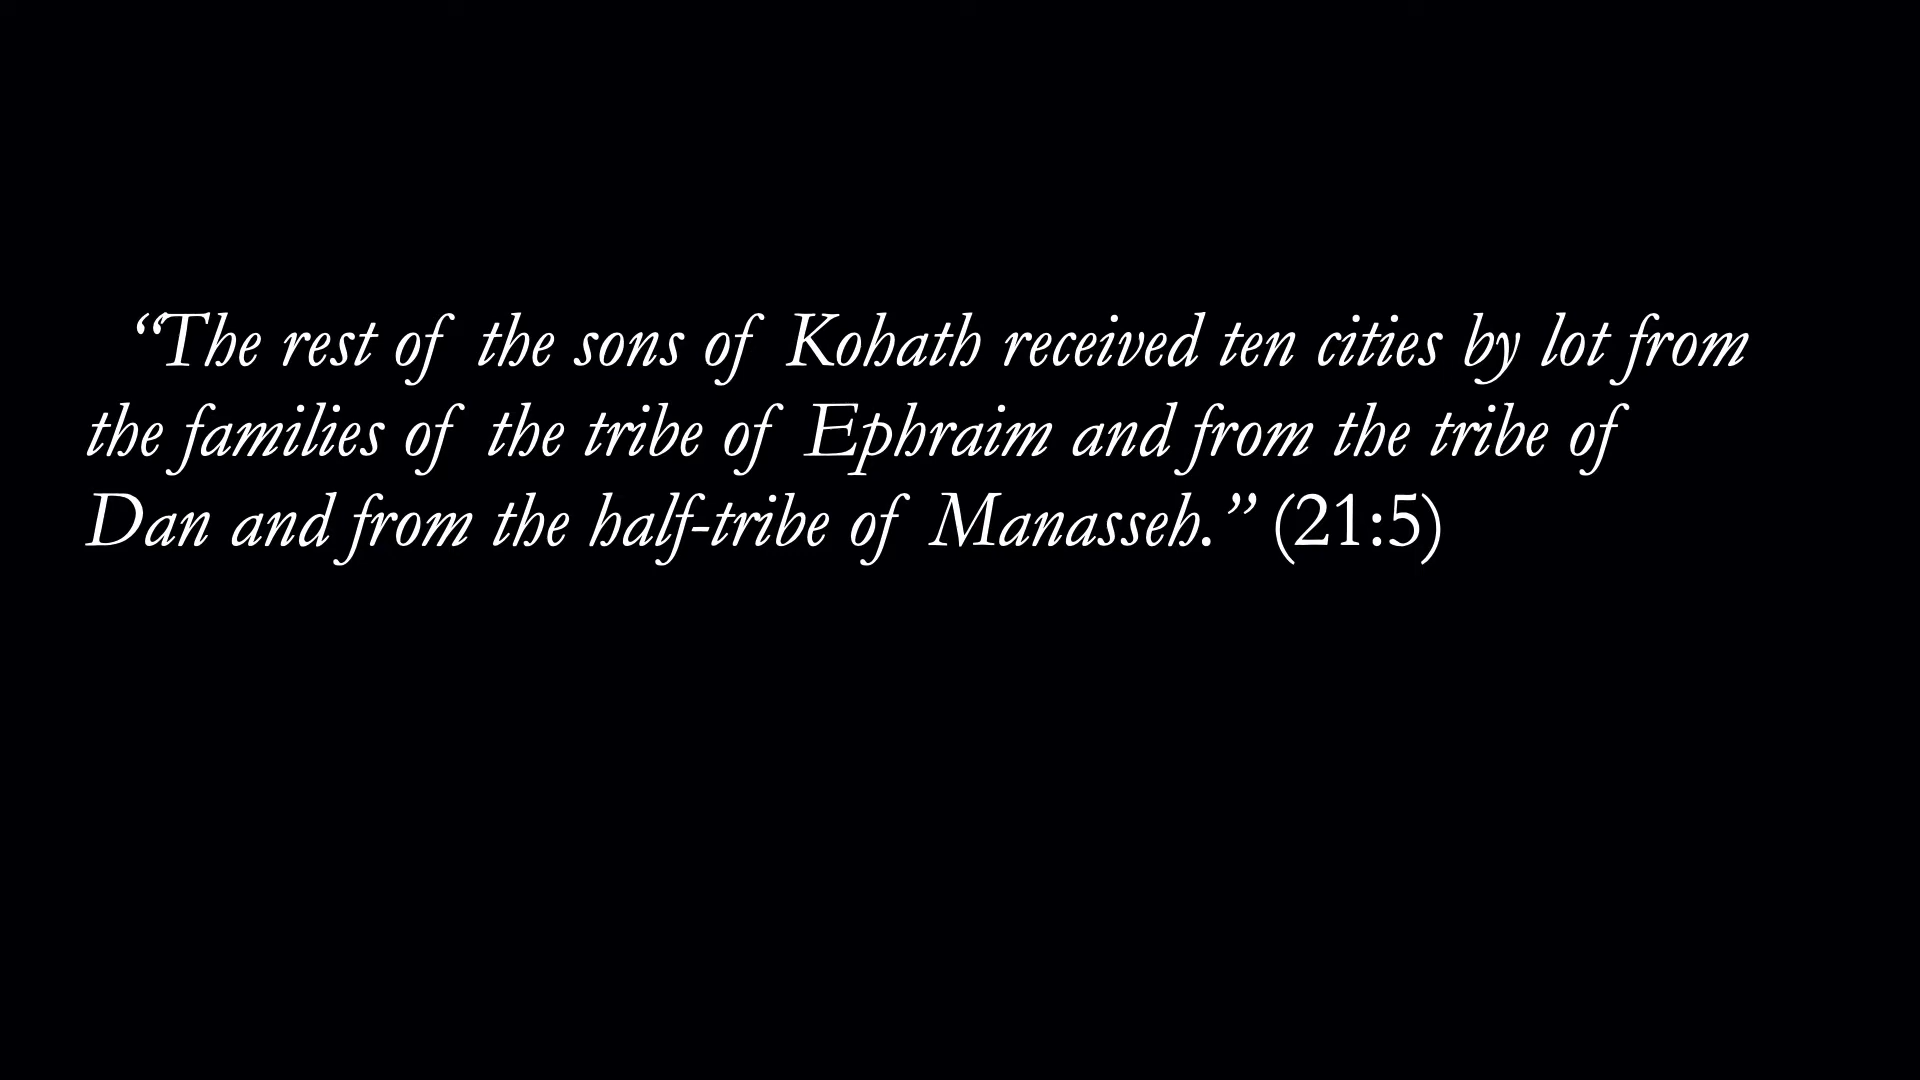 “The rest of the sons of Kohath received ten cities by lot from
the families of the tribe of Ephraim and from the tribe of
Dan and from the half-tribe of Manasseh.” (21:5)